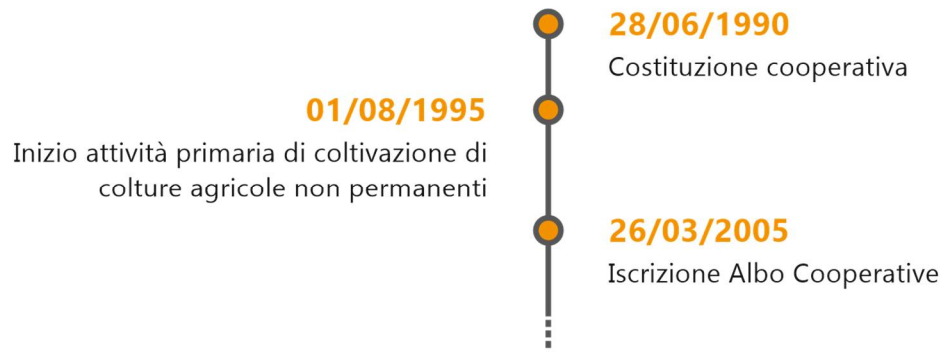 28/06/1990
Costituzione cooperativa
01/08/1995
Inizio attività primaria di coltivazione di
colture agricole non permanenti
26/03/2005
Iscrizione Albo Cooperative